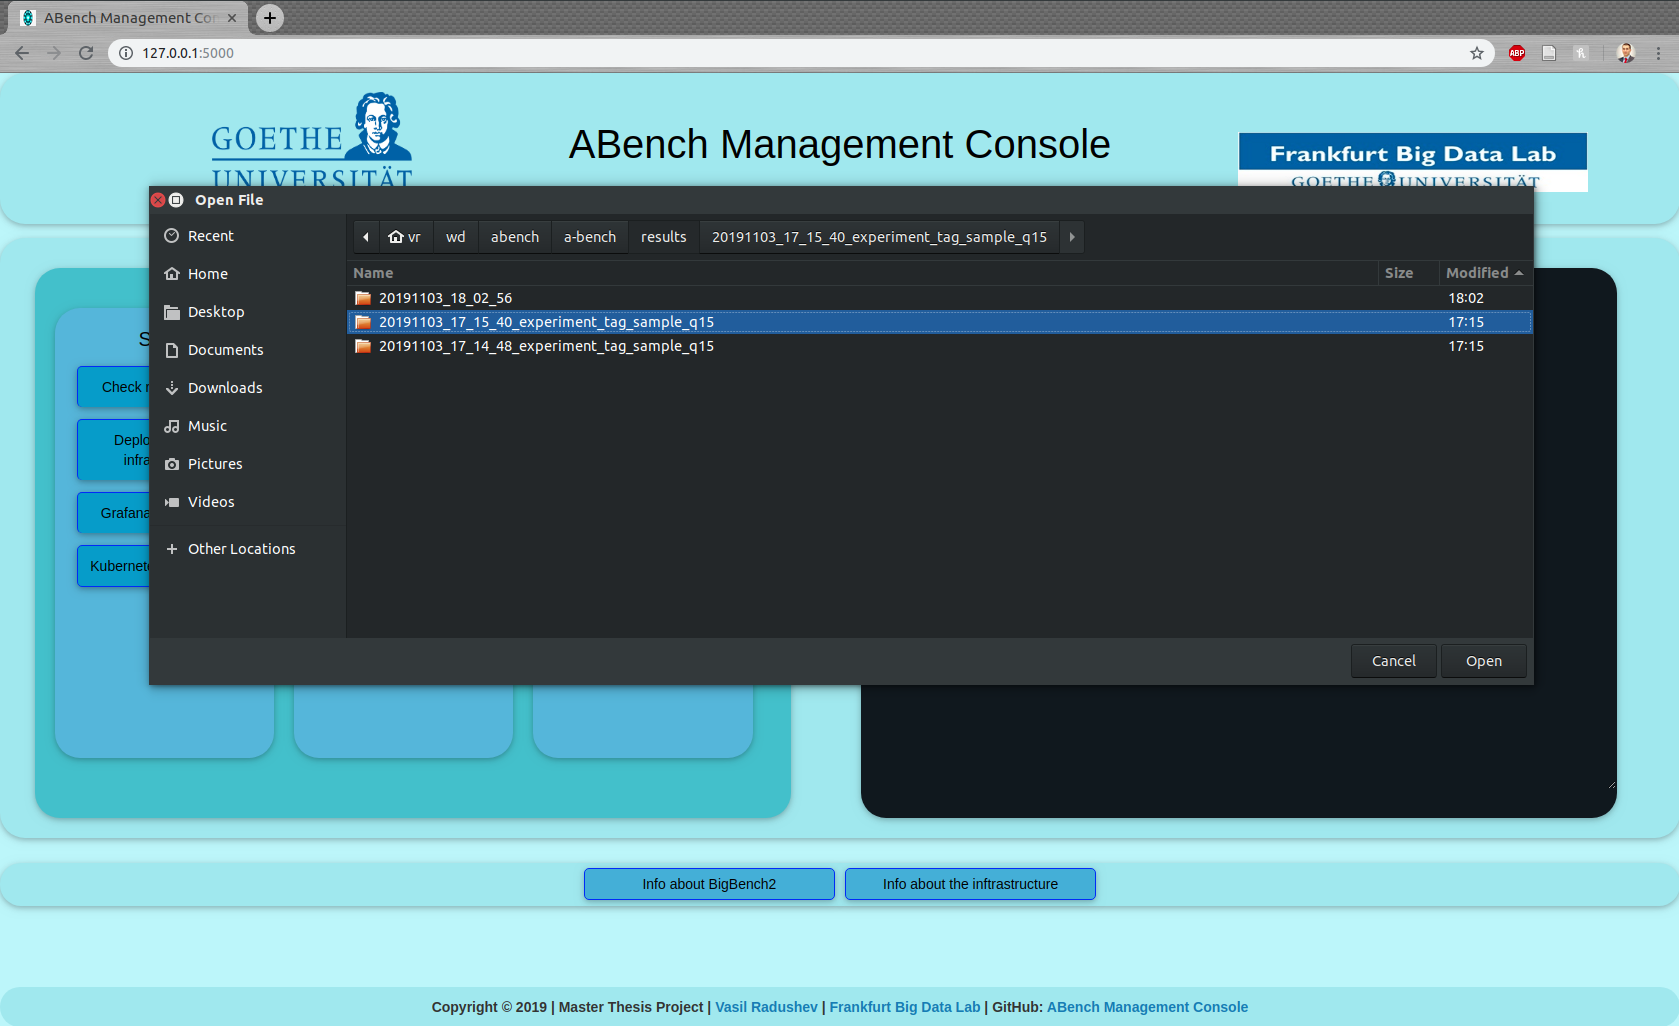 ABench Management Co
127.0.0.1:5000
ABP
GOETHE
UNIVERSITÄT
ABench Management Console
Frankfurt Big Data Lab
GOETHE UNIVERSITÄT
Open File
Recent
Home
Desktop
Documents
Downloads
Music
Pictures
Videos
Other Locations
vr wd abench a-bench results 20191103_17_15_40_experiment_tag_sample_q15
Name Size Modified
20191103_18_02_56 18:02
20191103_17_15_40_experiment_tag_sample_q15 17:15
20191103_17_14_48_experiment_tag_sample_q15 17:15
Cancel Open
S
Check
Deplo
infra
Grafana
Kubernete
Info about BigBench2 Info about the inftrastructure
Copyright © 2019 | Master Thesis Project | Vasil Radushev | Frankfurt Big Data Lab | GitHub: ABench Management Console